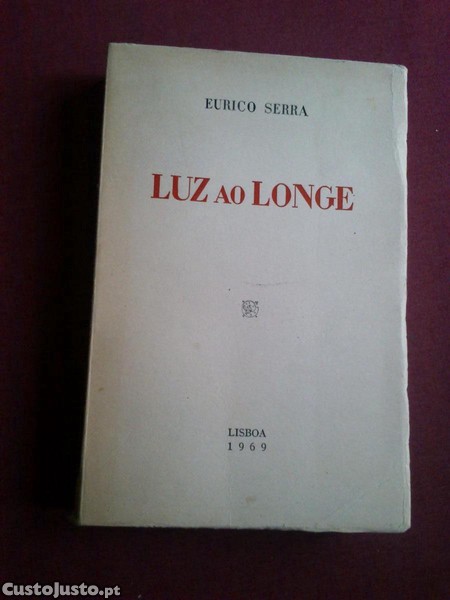 EURICO SERRA
LUZ AO LONGE
LISBOA
1969
CustoJusto.pt